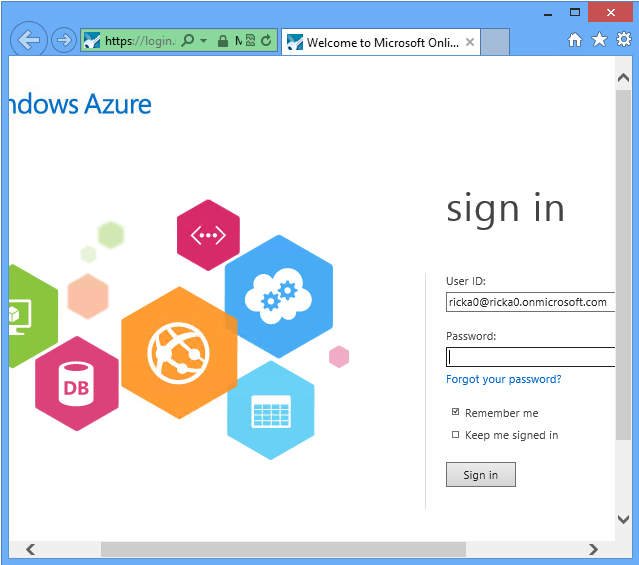 https://login.
Welcome to Microsoft Onli...
ndows Azure
sign in
User ID:
ricka0@ricka0.onmicrosoft.com
Password:
Forgot your password?
Remember me
Keep me signed in
Sign in
DB